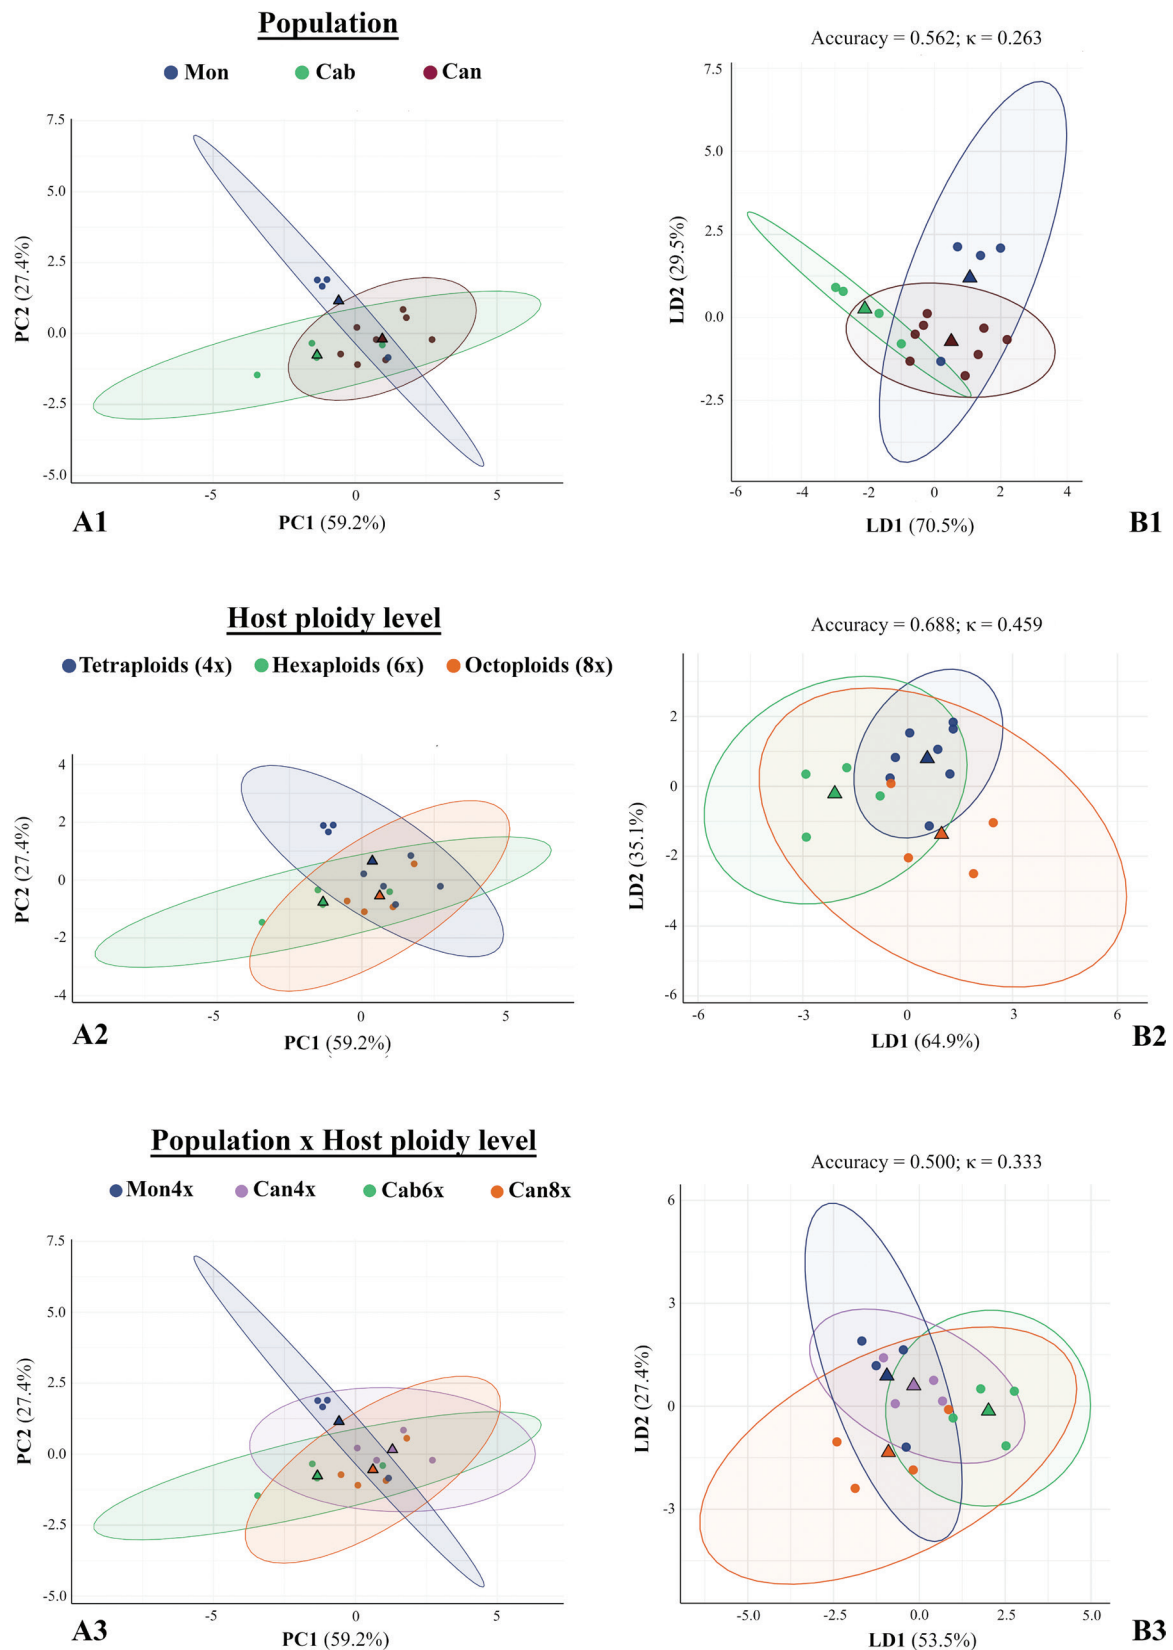 Population
Mon Cab Can
7.5
5.0
2.5
0.0
-2.5
-5.0
PC2 (27.4%)
-5 0 5
PC1 (59.2%)
A1
Accuracy = 0.562; κ = 0.263
7.5
5.0
2.5
0.0
-2.5
LD2 (29.5%)
-6 -4 -2 0 2 4
LD1 (70.5%)
B1
Host ploidy level
Tetraploids (4x) Hexaploids (6x) Octoploids (8x)
4
2
0
-2
-4
PC2 (27.4%)
-5 0 5
PC1 (59.2%)
A2
Accuracy = 0.688; κ = 0.459
2
0
-2
-4
-6
LD2 (35.1%)
-6 -3 0 3 6
LD1 (64.9%)
B2
Population x Host ploidy level
Mon4x Can4x Cab6x Can8x
7.5
5.0
2.5
0.0
-2.5
-5.0
PC2 (27.4%)
-5 0 5
PC1 (59.2%)
A3
Accuracy = 0.500; κ = 0.333
6
3
0
-3
LD2 (27.4%)
-5.0 -2.5 0.0 2.5 5.0
LD1 (53.5%)
B3